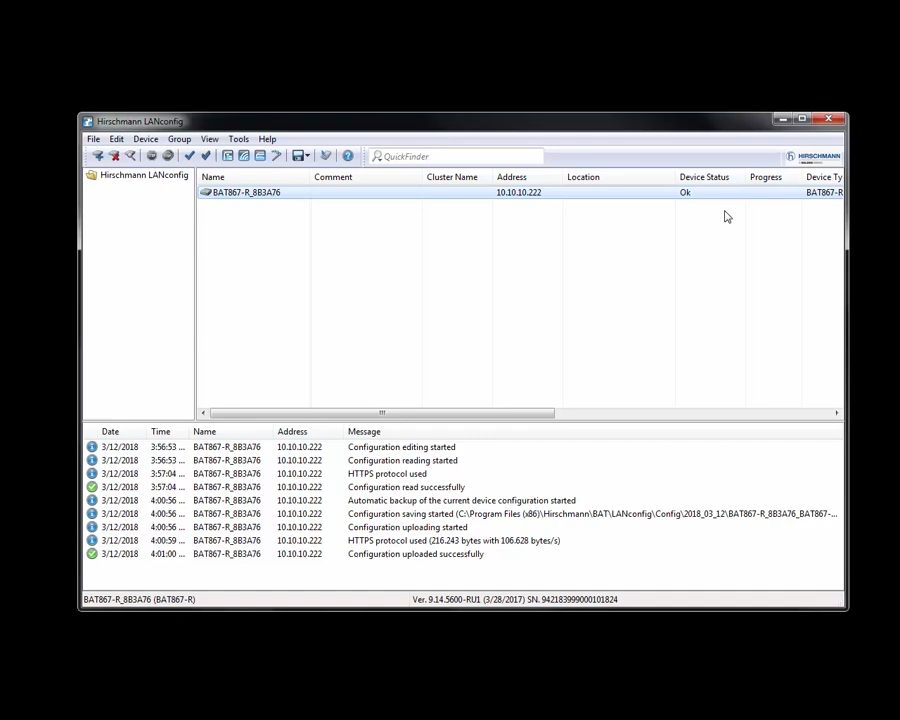 Hirschmann LANconfig
File Edit Device Group View Tools Help
QuickFinder
HIRSCHMANN
Hirschmann LANconfig
Name Comment Cluster Name Address Location Device Status Progress Device Ty
BAT867-R_8B3A76 10.10.10.222 Ok BAT867-R
Date Time Name Address Message
3/12/2018 3:56:53 ... BAT867-R_8B3A76 10.10.10.222 Configuration editing started
3/12/2018 3:56:53 ... BAT867-R_8B3A76 10.10.10.222 Configuration reading started
3/12/2018 3:57:04 ... BAT867-R_8B3A76 10.10.10.222 HTTPS protocol used
3/12/2018 3:57:04 ... BAT867-R_8B3A76 10.10.10.222 Configuration read successfully
3/12/2018 4:00:56 ... BAT867-R_8B3A76 10.10.10.222 Automatic backup of the current device configuration started
3/12/2018 4:00:56 ... BAT867-R_8B3A76 10.10.10.222 Configuration saving started (C:\Program Files (x86)\Hirschmann\BAT\LANconfig\Config\2018_03_12\BAT867-R_8B3A76_BAT867-...
3/12/2018 4:00:56 ... BAT867-R_8B3A76 10.10.10.222 Configuration uploading started
3/12/2018 4:00:59 ... BAT867-R_8B3A76 10.10.10.222 HTTPS protocol used (216.243 bytes with 106.628 bytes/s)
3/12/2018 4:01:00 ... BAT867-R_8B3A76 10.10.10.222 Configuration uploaded successfully
BAT867-R_8B3A76 (BAT867-R) Ver. 9.14.5600-RU1 (3/28/2017) SN. 942183999000101824